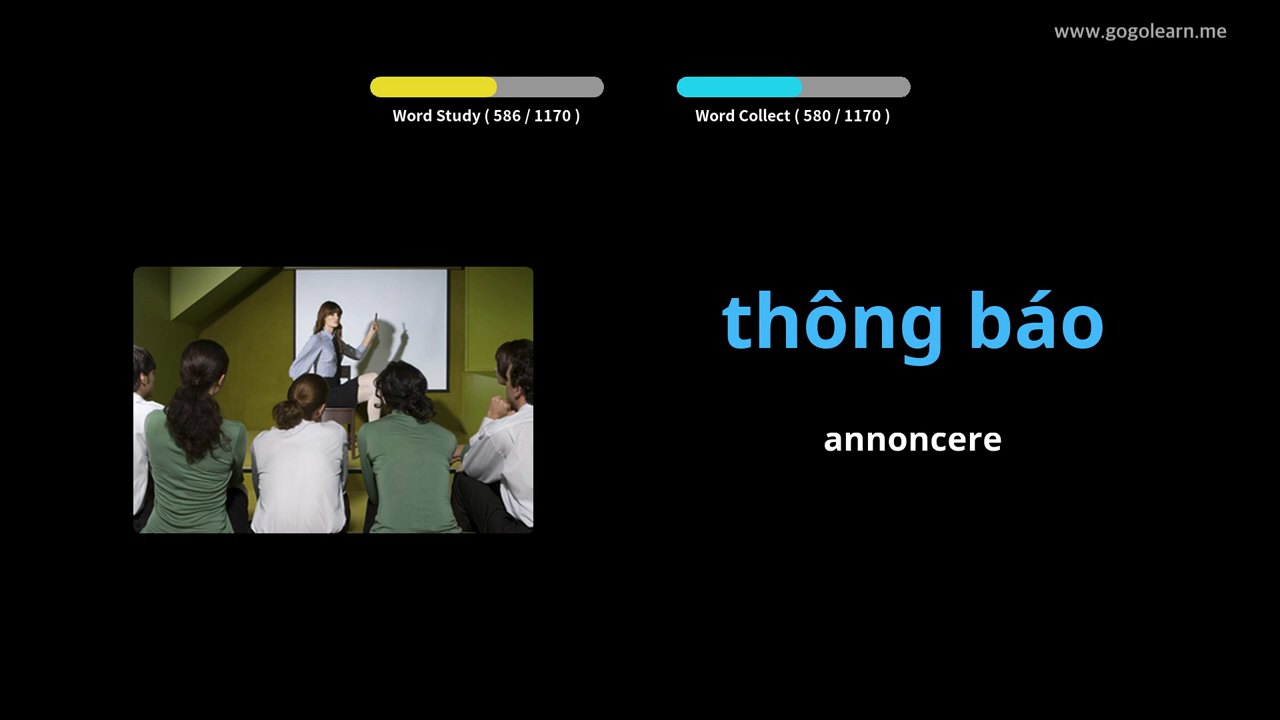 www.gogolearn.me
Word Study ( 586 / 1170 )
Word Collect ( 580 / 1170 )
thông báo
annoncere